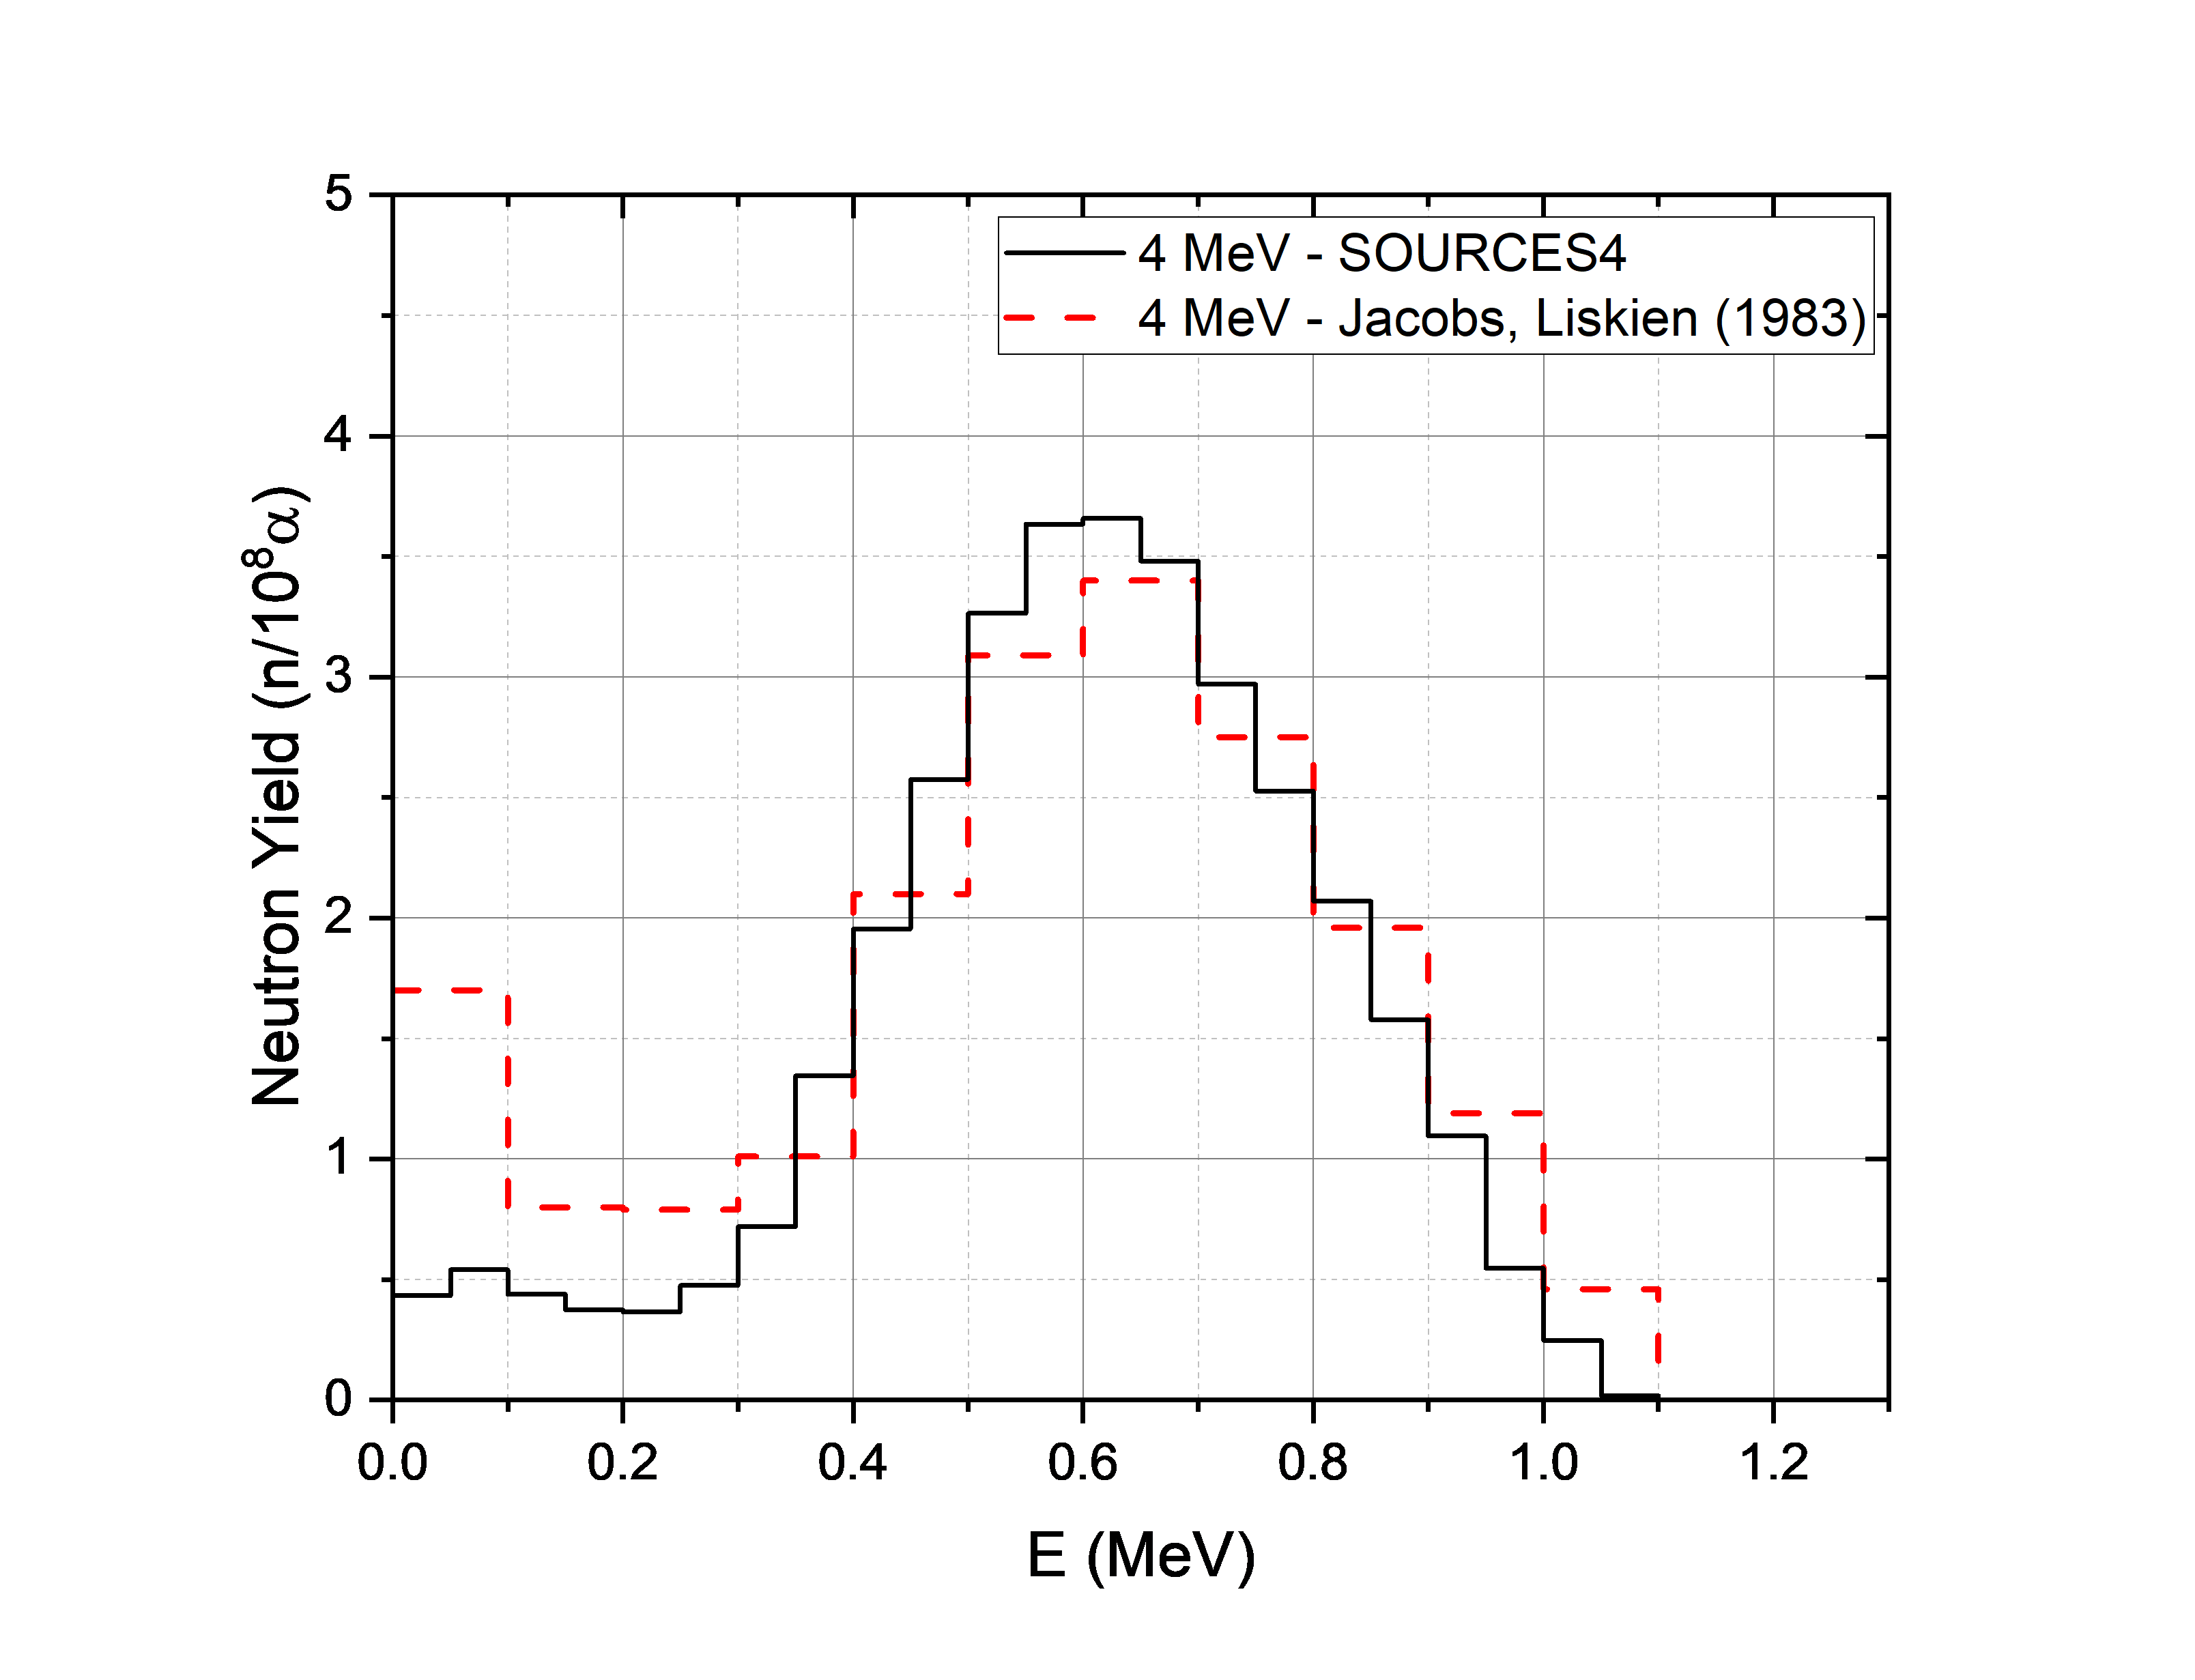 4 MeV - SOURCES4
4 MeV - Jacobs, Liskien (1983)
Neutron Yield (n/10⁸α)
5
4
3
2
1
0
0.0 0.2 0.4 0.6 0.8 1.0 1.2
E (MeV)